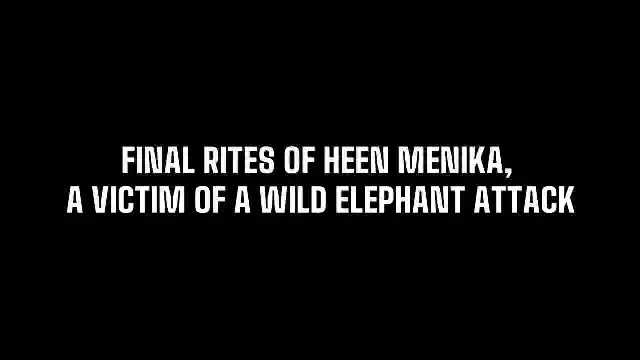 FINAL RITES OF HEEN MENIKA,
A VICTIM OF A WILD ELEPHANT ATTACK